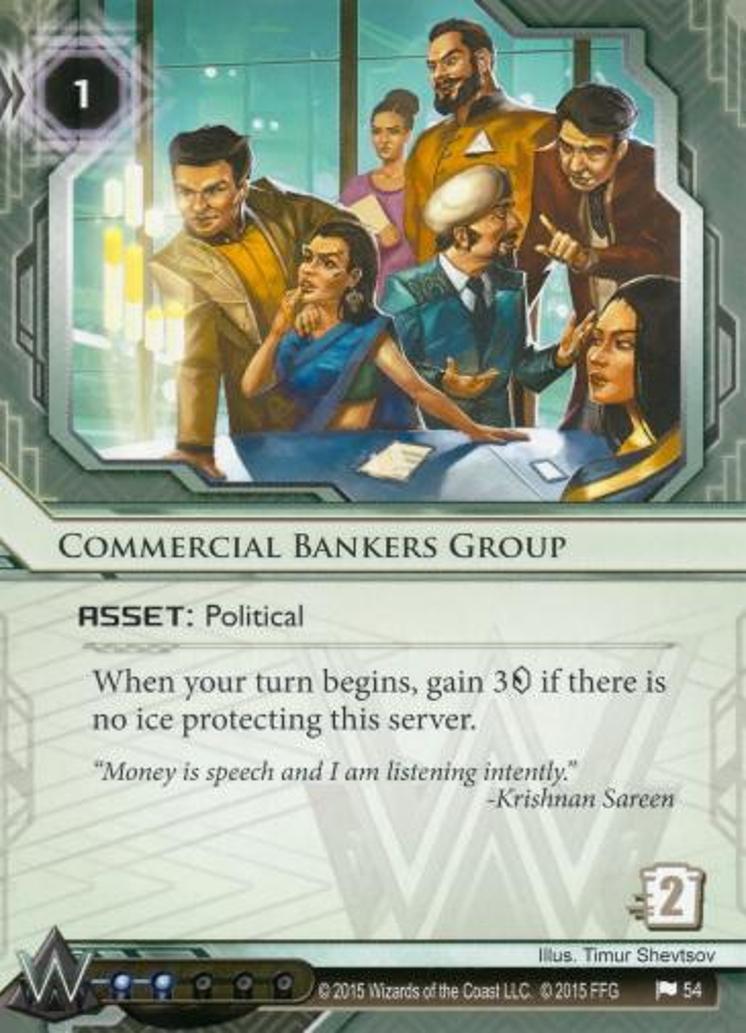 1
COMMERCIAL BANKERS GROUP
ASSET: Political
When your turn begins, gain 3 if there is
no ice protecting this server.
“Money is speech and I am listening intently.”
-Krishnan Sareen
2
Illus. Timur Shevtsov
W
© 2015 Wizards of the Coast LLC. © 2015 FFG
54